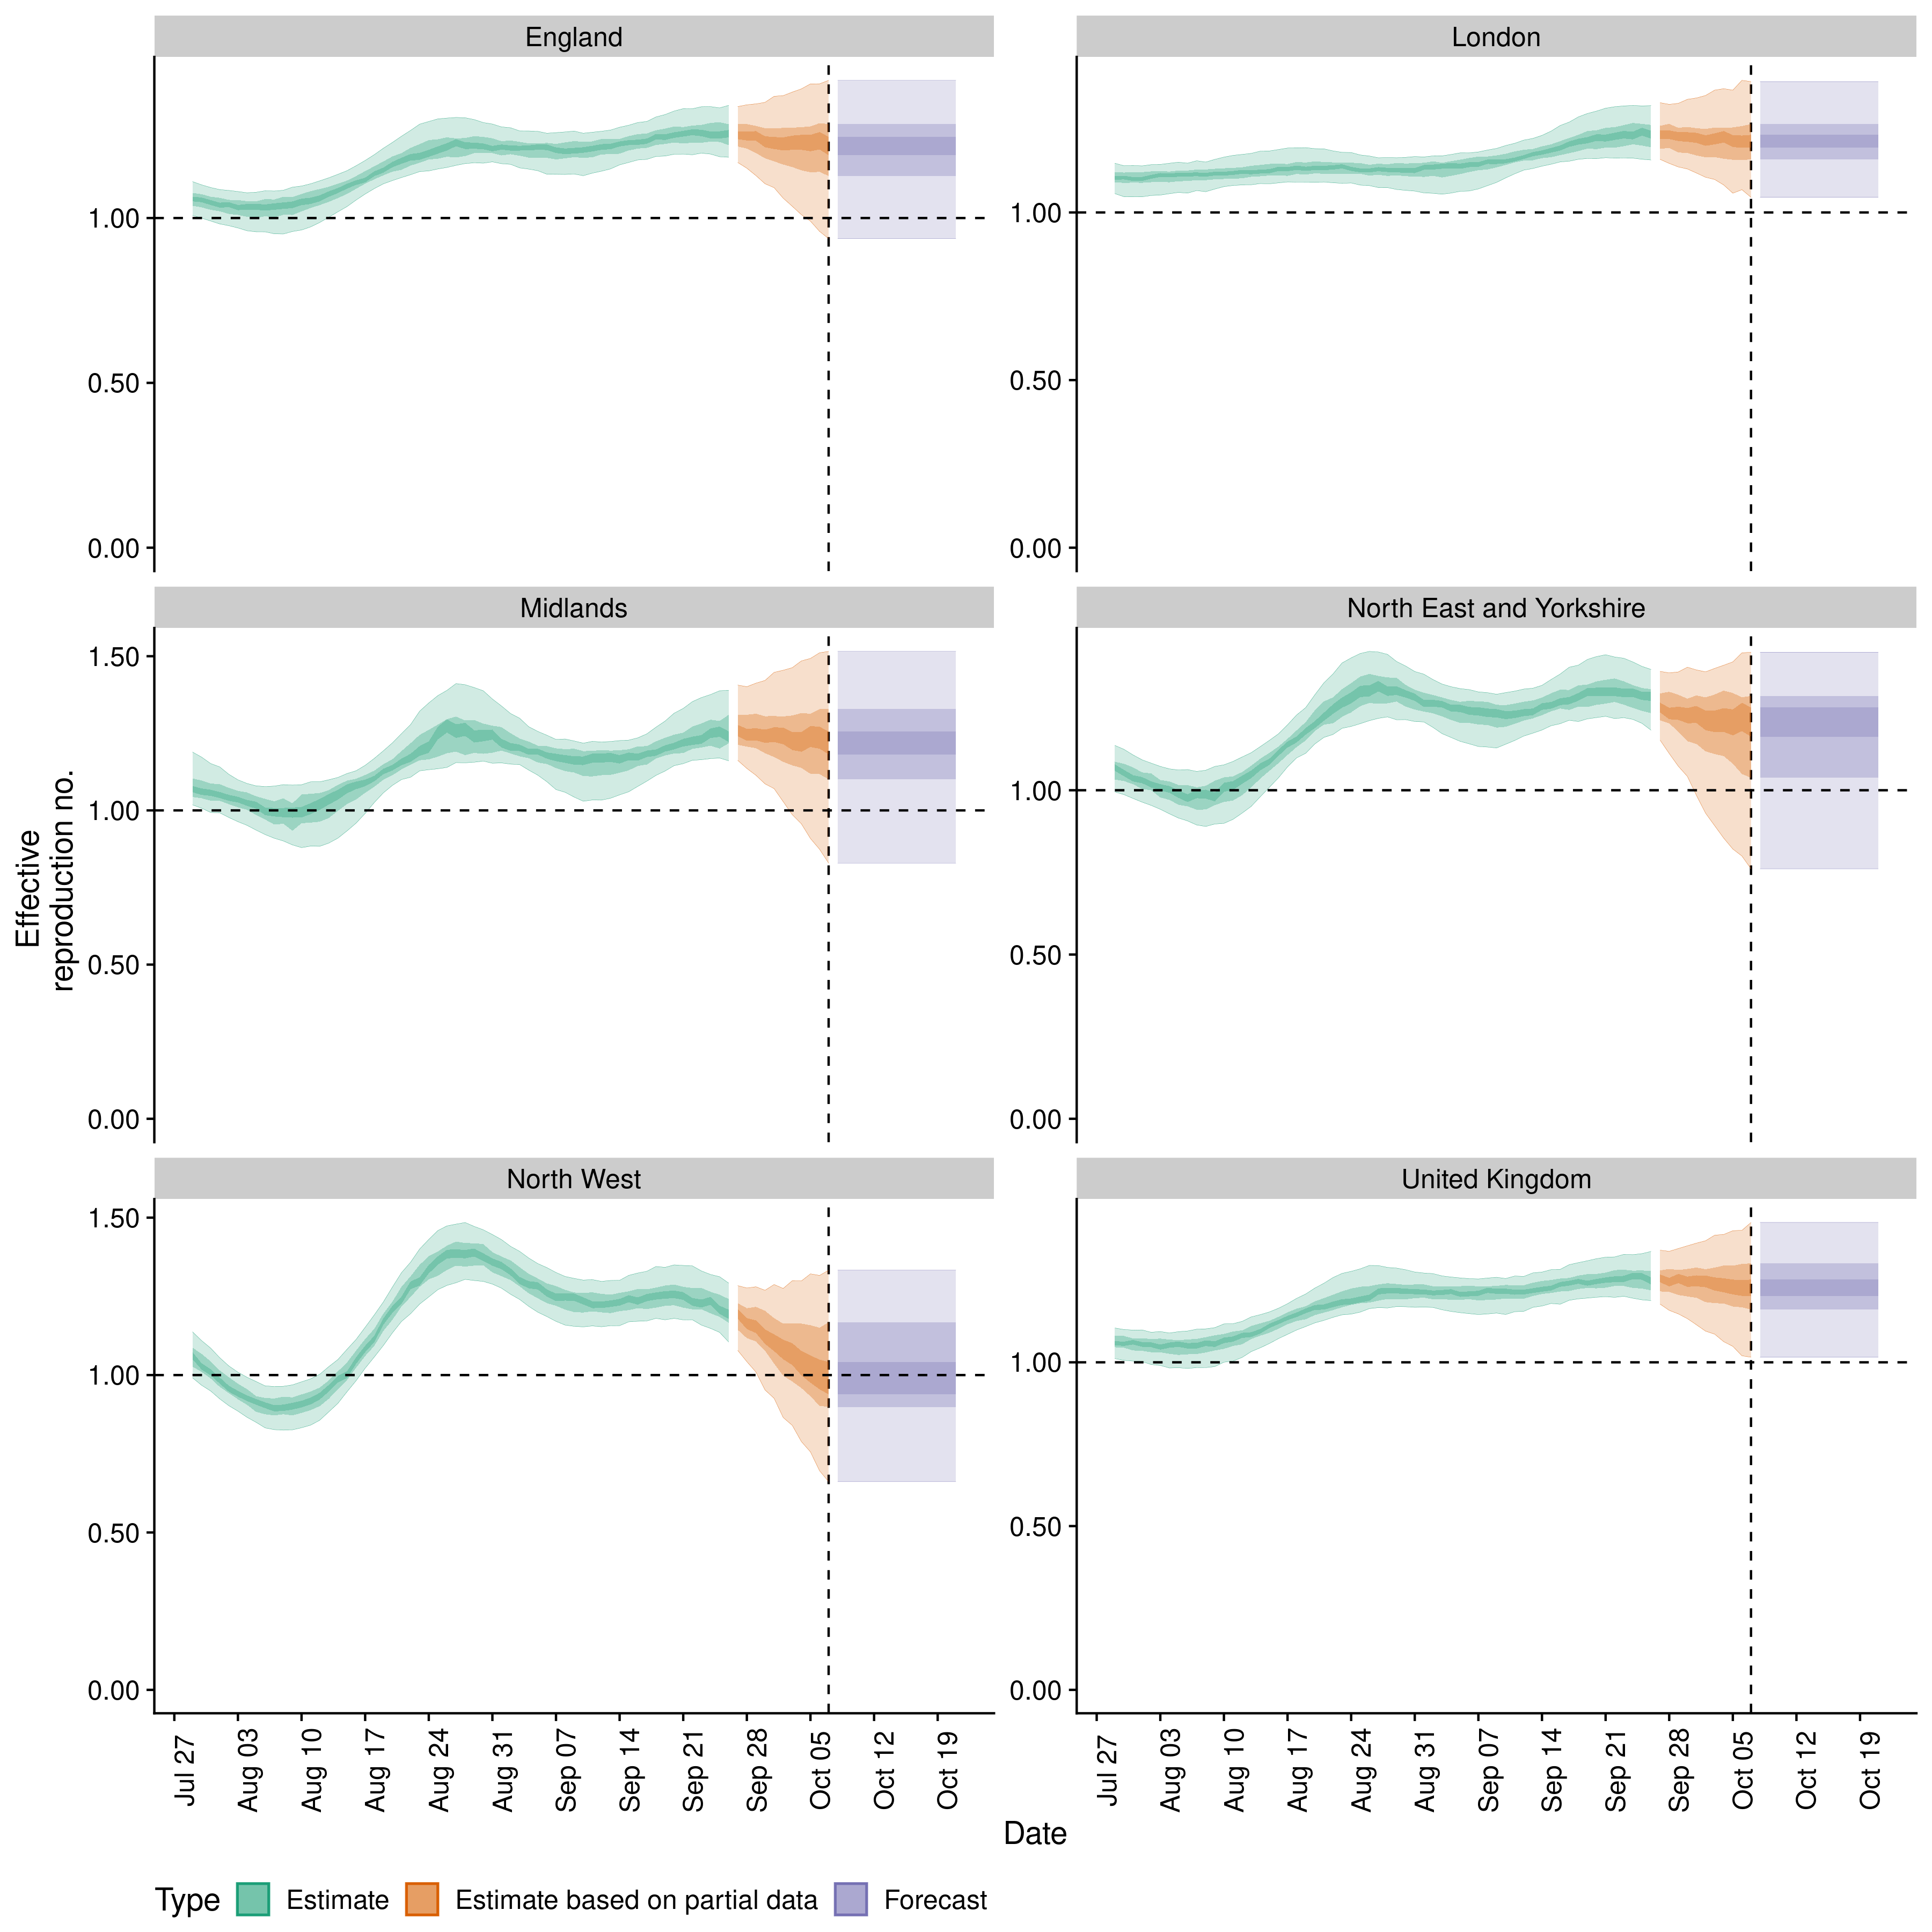 England
London
1.00
0.50
0.00
1.00
0.50
0.00
Midlands
North East and Yorkshire
1.50
1.00
0.50
0.00
1.00
0.50
0.00
Effective
reproduction no.
North West
United Kingdom
1.50
1.00
0.50
0.00
1.00
0.50
0.00
Jul 27
Aug 03
Aug 10
Aug 17
Aug 24
Aug 31
Sep 07
Sep 14
Sep 21
Sep 28
Oct 05
Oct 12
Oct 19
Jul 27
Aug 03
Aug 10
Aug 17
Aug 24
Aug 31
Sep 07
Sep 14
Sep 21
Sep 28
Oct 05
Oct 12
Oct 19
Date
Type Estimate Estimate based on partial data Forecast